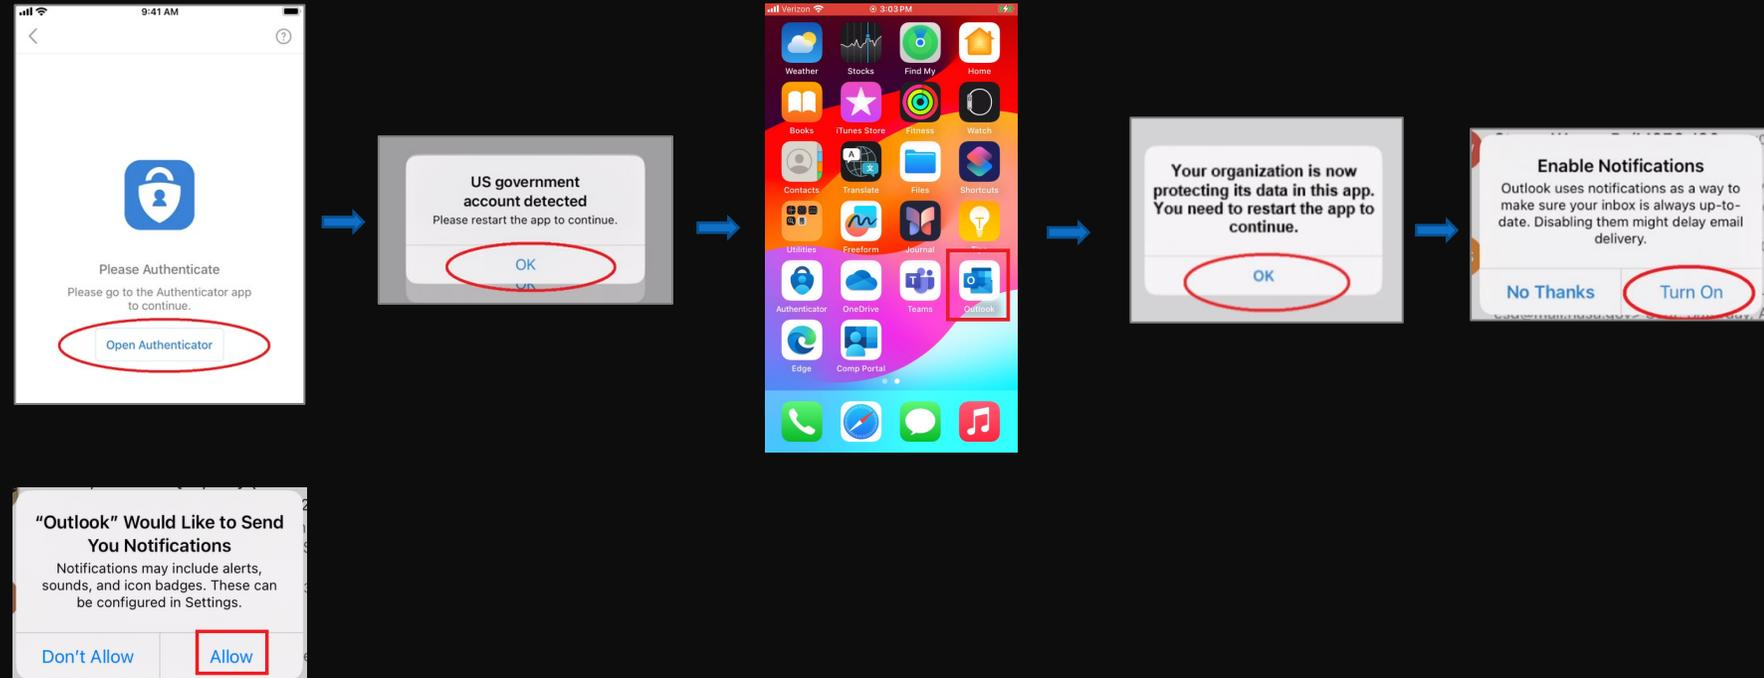 9:41 AM
Please Authenticate
Please go to the Authenticator app
to continue.
Open Authenticator
US government
account detected
Please restart the app to continue.
OK
OK
Verizon
3:03 PM
Weather
Stocks
Find My
Home
Books
iTunes Store
Fitness
Watch
Contacts
Translate
Files
Shortcuts
Utilities
Freeform
Journal
Authenticator
OneDrive
Teams
Outlook
Edge
Comp Portal
Your organization is now
protecting its data in this app.
You need to restart the app to
continue.
OK
Enable Notifications
Outlook uses notifications as a way to
make sure your inbox is always up-to-
date. Disabling them might delay email
delivery.
No Thanks
Turn On
“Outlook” Would Like to Send
You Notifications
Notifications may include alerts,
sounds, and icon badges. These can
be configured in Settings.
Don't Allow
Allow